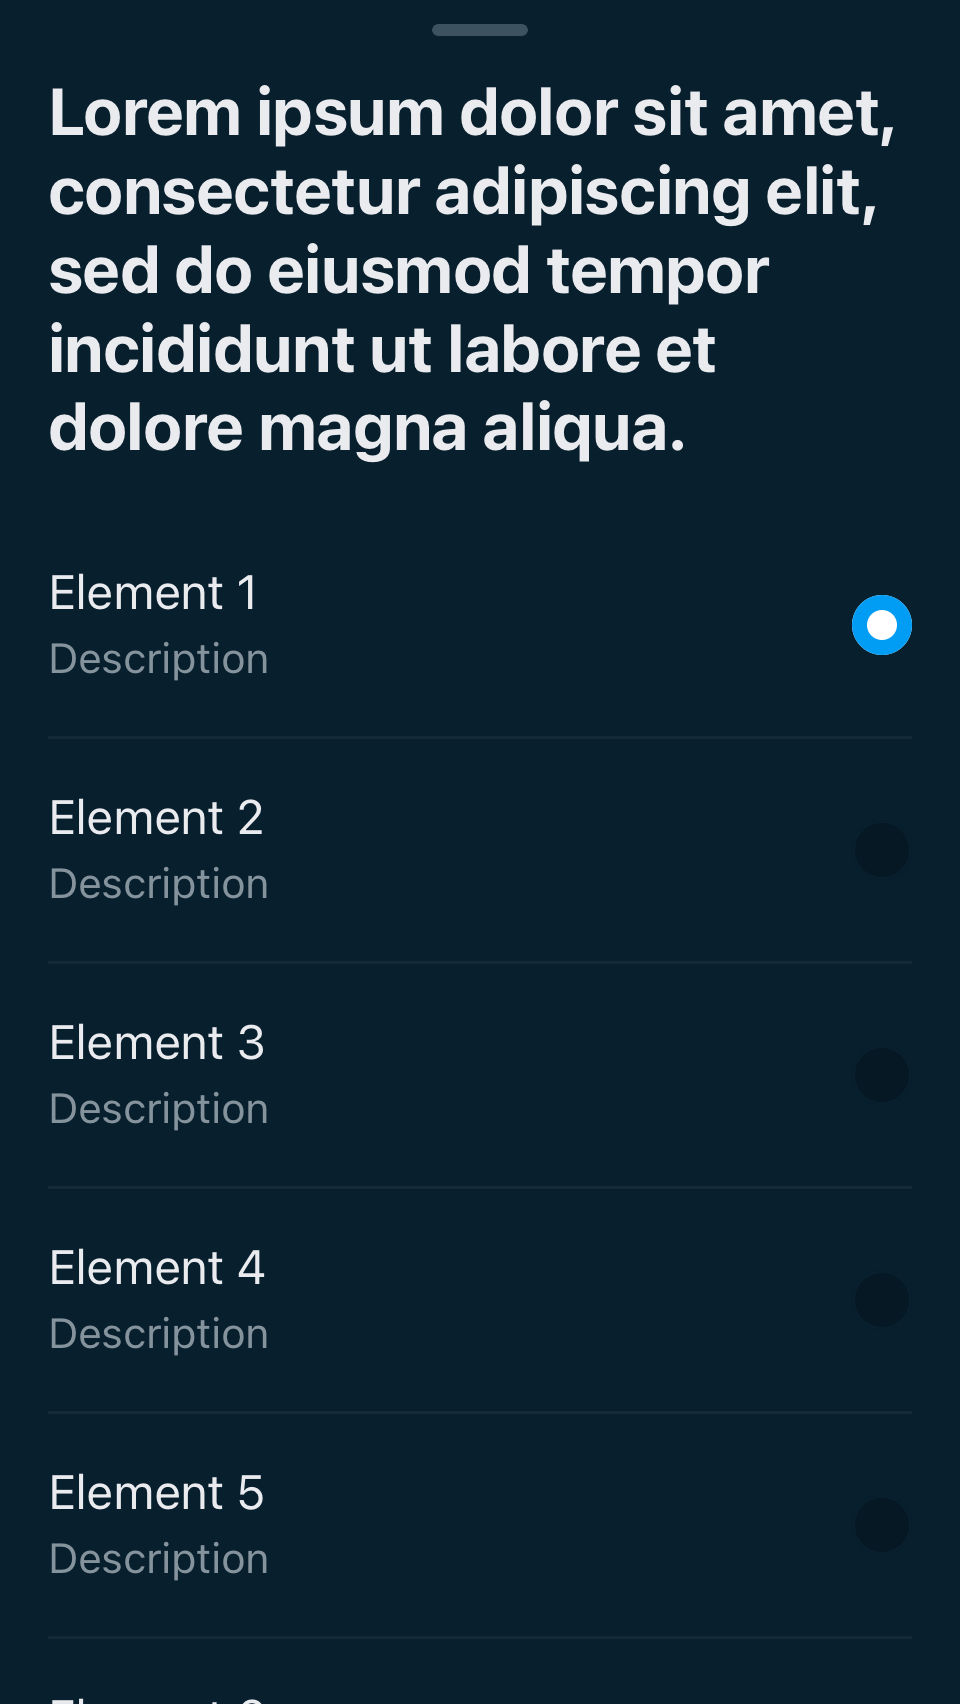 Lorem ipsum dolor sit amet,
consectetur adipiscing elit,
sed do eiusmod tempor
incididunt ut labore et
dolore magna aliqua.
Element 1
Description
Element 2
Description
Element 3
Description
Element 4
Description
Element 5
Description